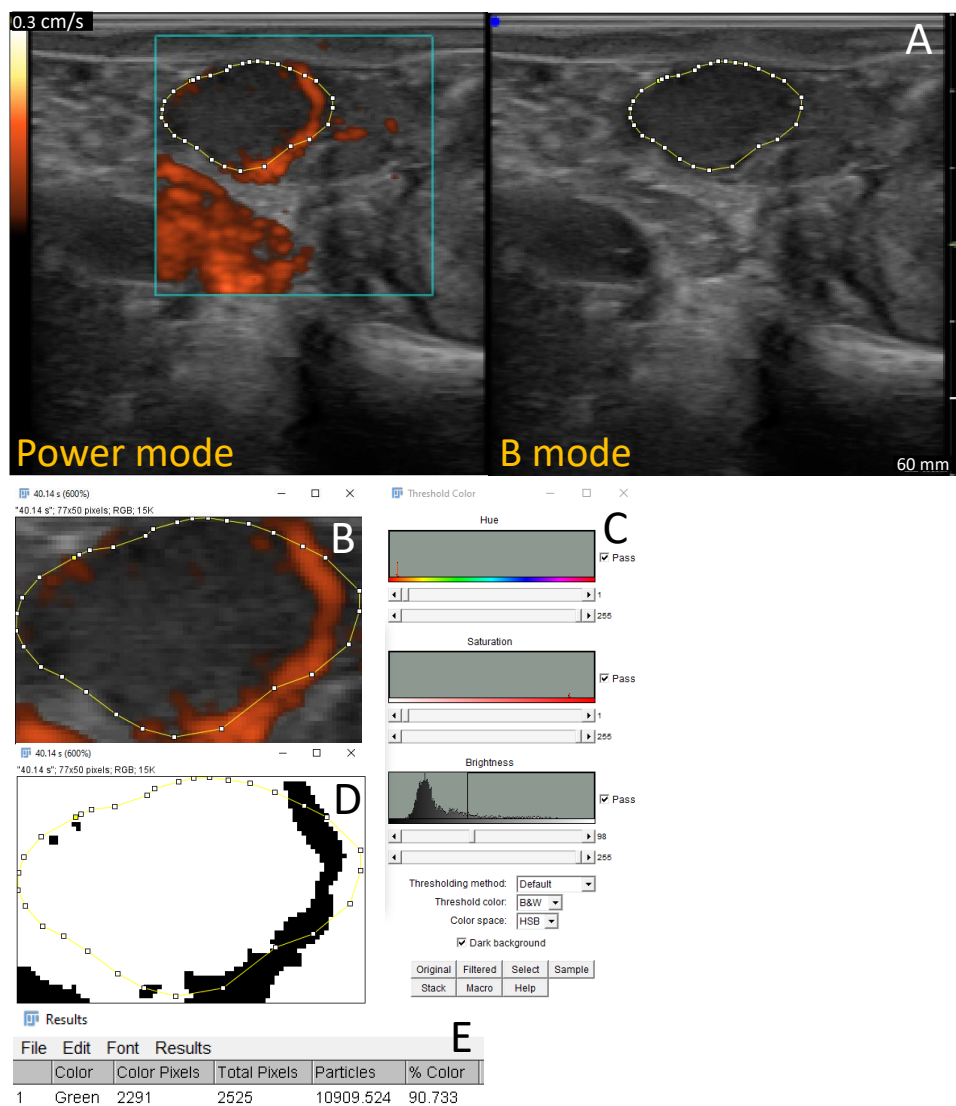 0.3 cm/s
A
Power mode
B mode
60 mm
40.14 s (600%)
"40.14 s"; 77x50 pixels; RGB; 15K
B
Threshold Color
C
Hue
Pass
1
255
Saturation
Pass
1
255
Brightness
Pass
98
255
Thresholding method: Default
Threshold color: B&W
Color space: HSB
Dark background
Original Filtered Select Sample
Stack Macro Help
40.14 s (600%)
"40.14 s"; 77x50 pixels; RGB; 15K
D
Results
E
File Edit Font Results
Color Color Pixels Total Pixels Particles % Color
1 Green 2291 2525 10909.524 90.733